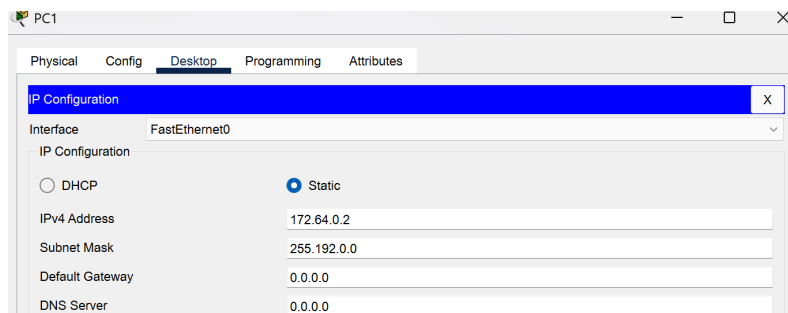 PC1
Physical Config Desktop Programming Attributes
IP Configuration X
Interface FastEthernet0
IP Configuration
DHCP Static
IPv4 Address 172.64.0.2
Subnet Mask 255.192.0.0
Default Gateway 0.0.0.0
DNS Server 0.0.0.0